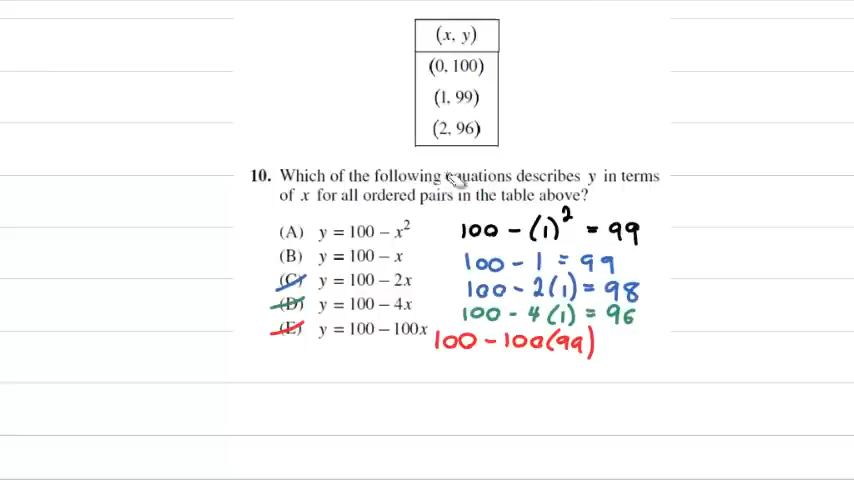 (x, y)
(0, 100)
(1, 99)
(2, 96)
10. Which of the following equations describes y in terms
of x for all ordered pairs in the table above?
(A) y = 100 − x² 100 - (1)² = 99
(B) y = 100 − x 100 - 1 = 99
(C) y = 100 − 2x 100 - 2(1) = 98
(D) y = 100 − 4x 100 - 4(1) = 96
(E) y = 100 − 100x 100 - 100(99)